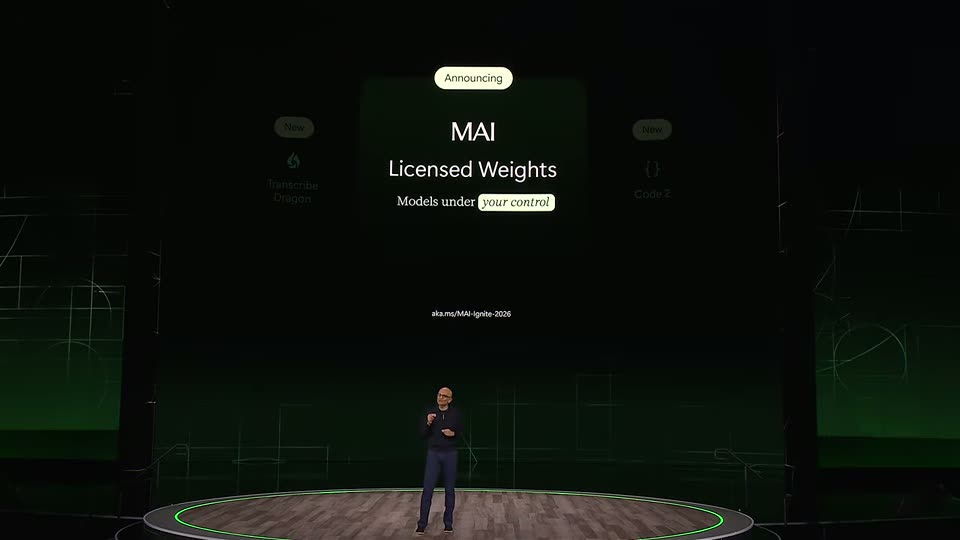 Announcing
MAI
Licensed Weights
Models under your control
New
Transcribe
Dragon
New
{}
Code 2
aka.ms/MAI-Ignite-2026